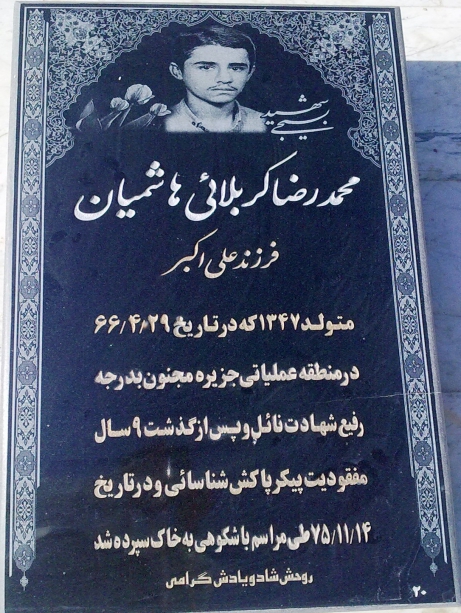 شهید
بسیجی
محمدرضا کربلائی هاشمیان
فرزند علی اکبر
متولد ۱۳۴۷ که در تاریخ ۶۶/۴/۲۹
در منطقه عملیاتی جزیره مجنون بدرجه
رفیع شهادت نائل و پس از گذشت ۹ سال
مفقودیت پیکر پاکش شناسائی و در تاریخ
۷۵/۱۱/۱۴ طی مراسم باشکوهی به خاک سپرده شد
روحش شاد و یادش گرامی
۲۰